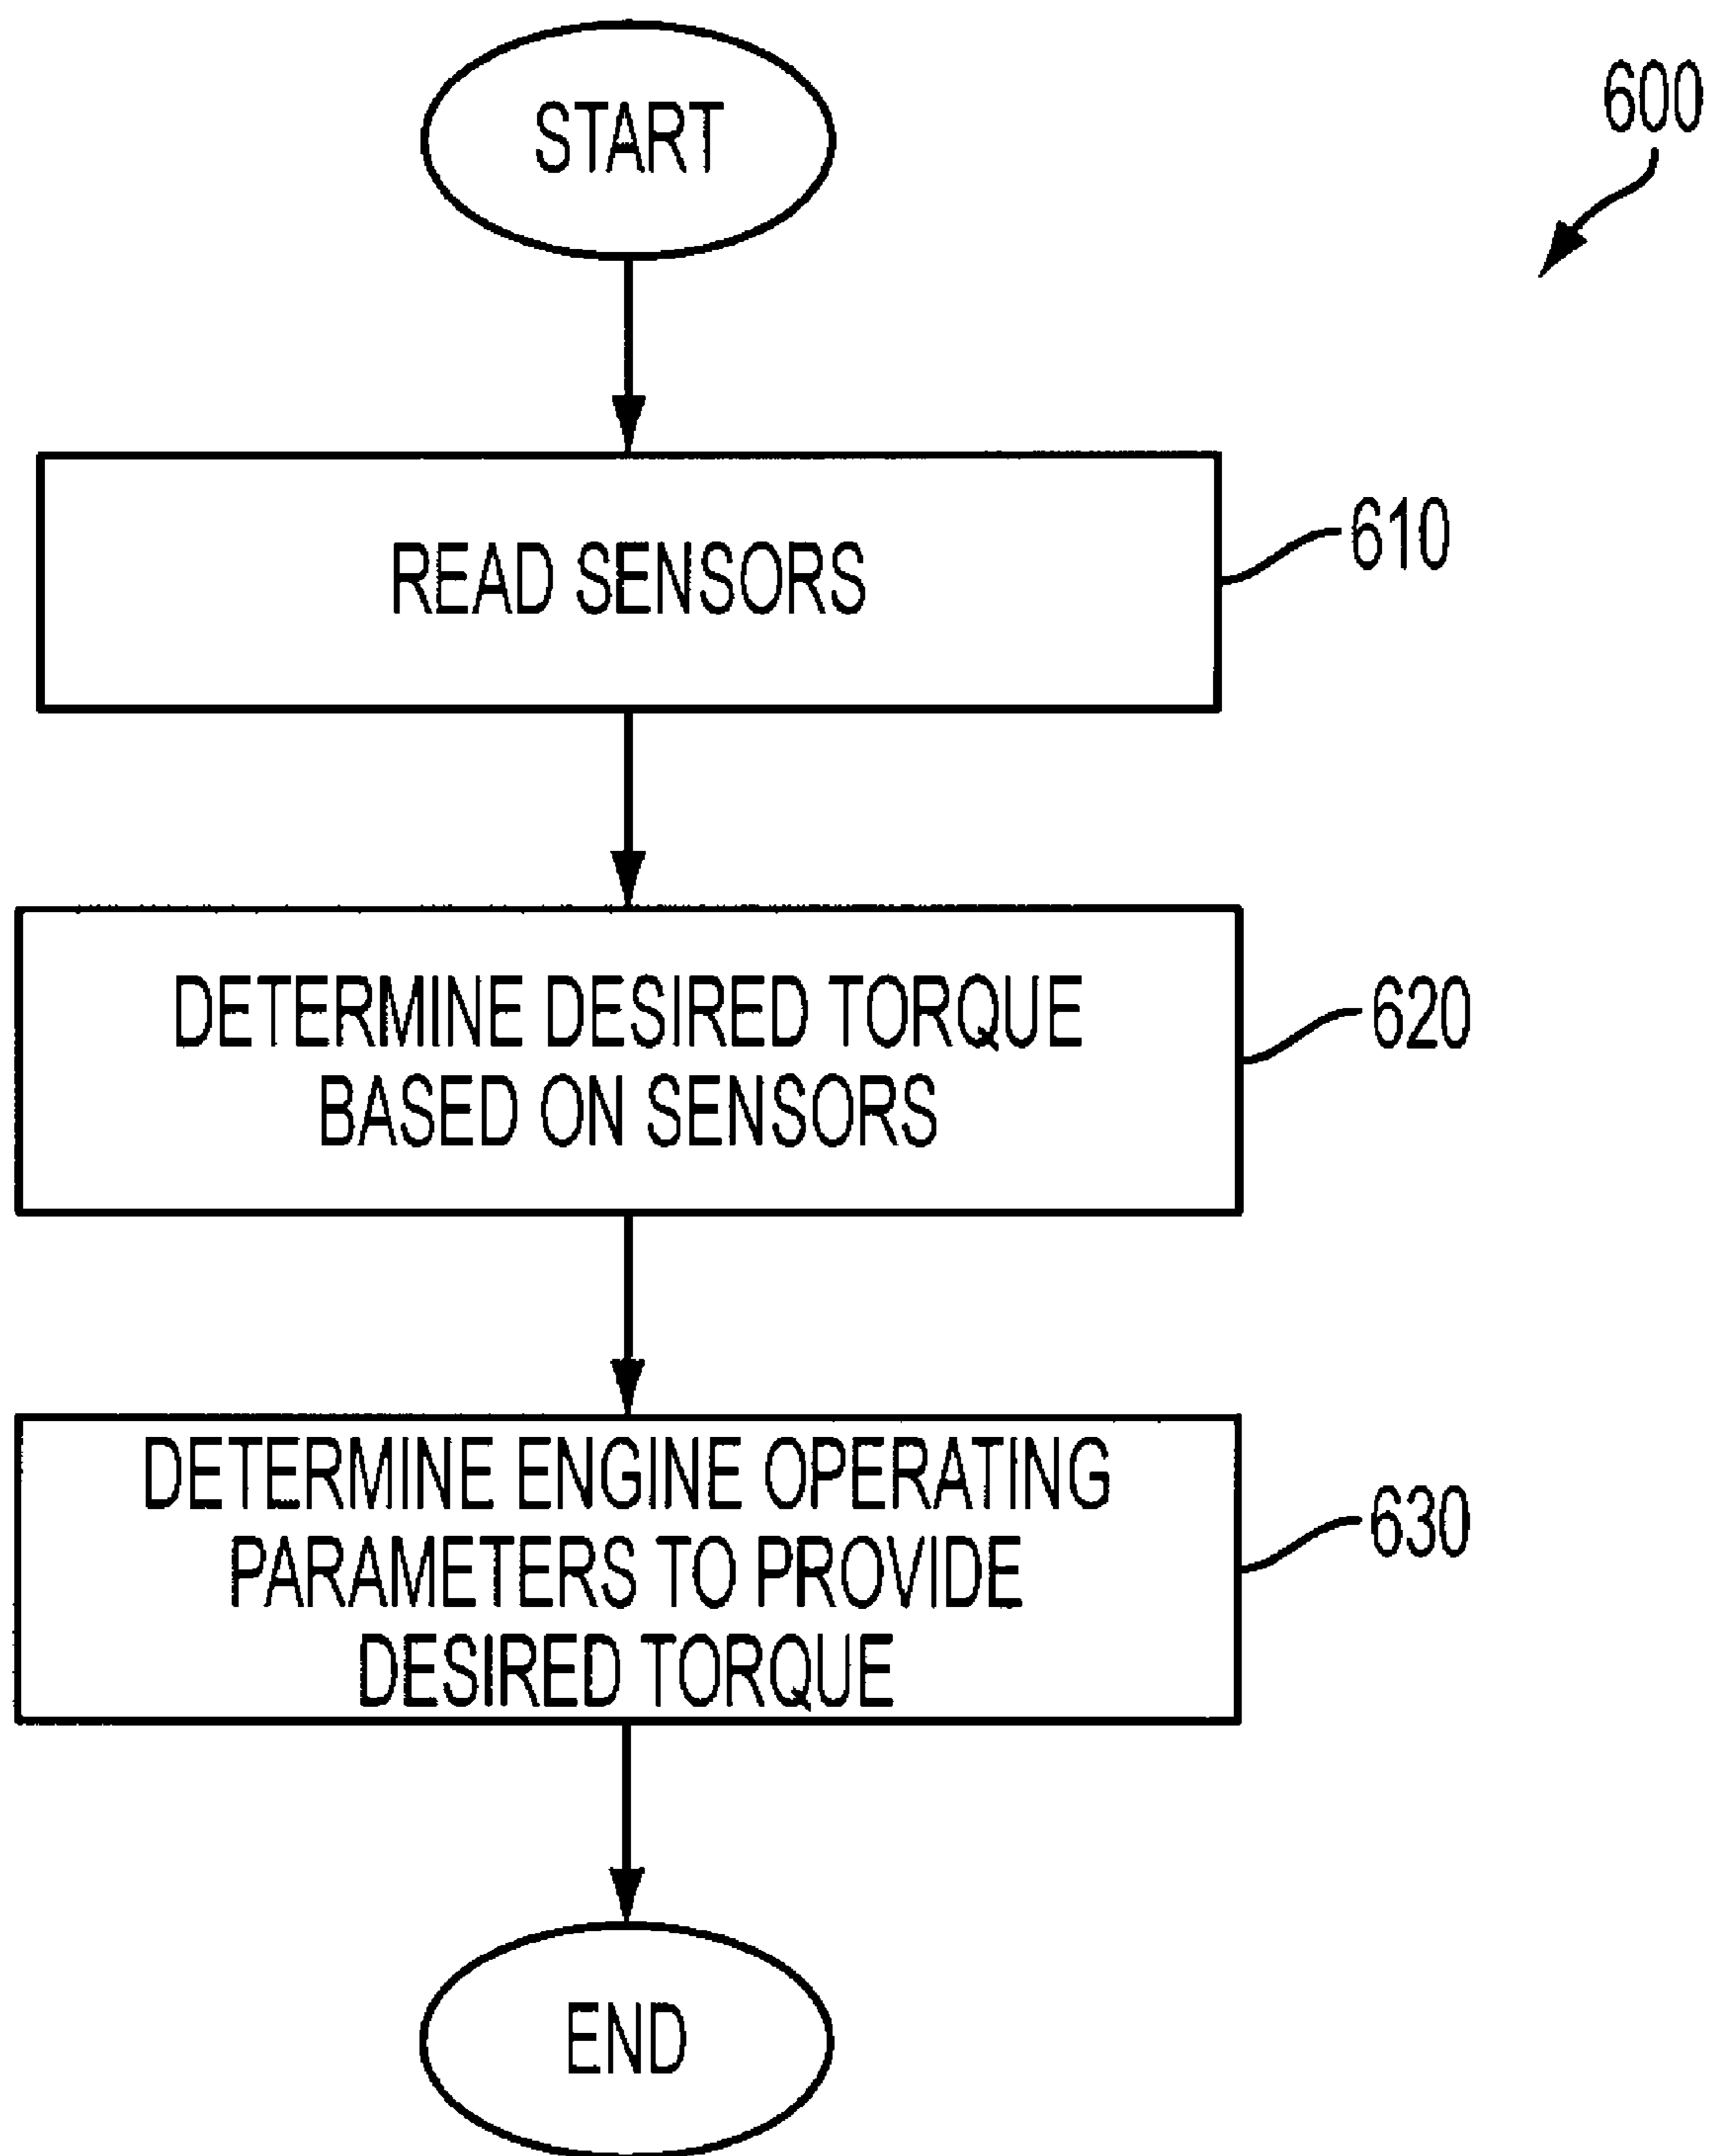 START
600
READ SENSORS
610
DETERMINE DESIRED TORQUE
BASED ON SENSORS
620
DETERMINE ENGINE OPERATING
PARAMETERS TO PROVIDE
DESIRED TORQUE
630
END